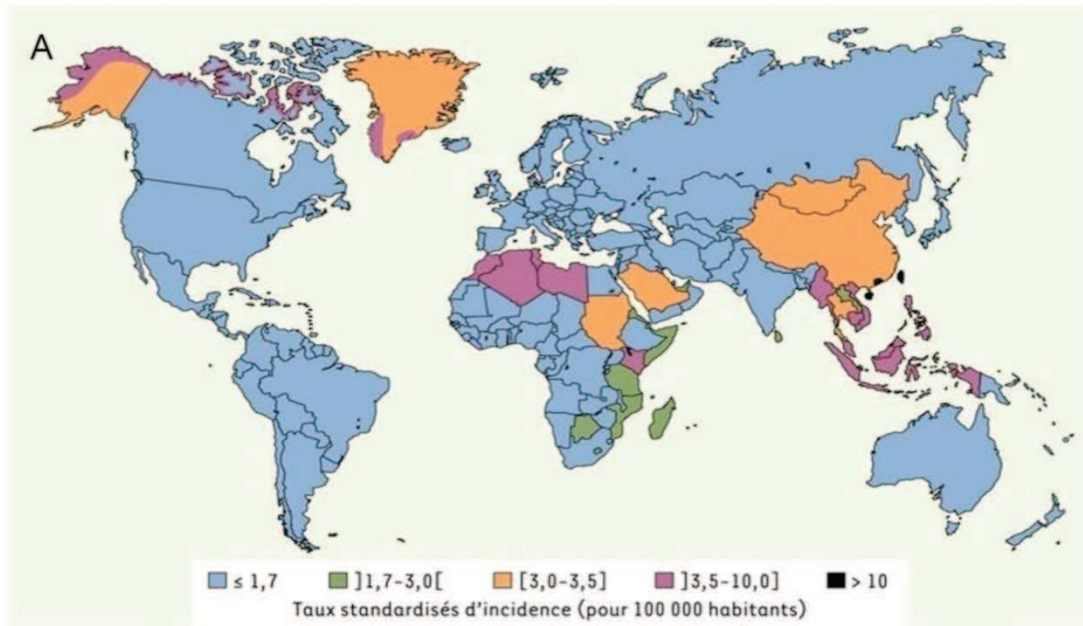 A
≤ 1,7 ]1,7-3,0[ [3,0-3,5] ]3,5-10,0] > 10
Taux standardisés d'incidence (pour 100 000 habitants)